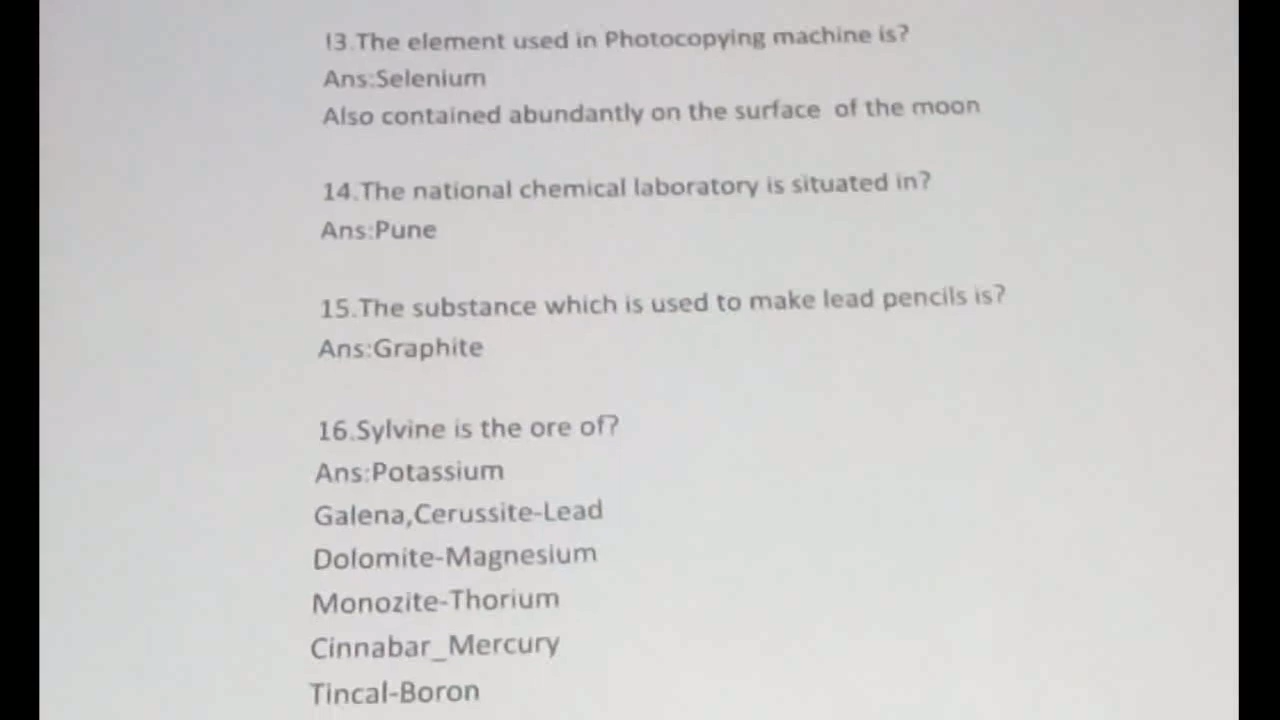 13.The element used in Photocopying machine is?
Ans:Selenium
Also contained abundantly on the surface of the moon
14.The national chemical laboratory is situated in?
Ans:Pune
15.The substance which is used to make lead pencils is?
Ans:Graphite
16.Sylvine is the ore of?
Ans:Potassium
Galena,Cerussite-Lead
Dolomite-Magnesium
Monozite-Thorium
Cinnabar_Mercury
Tincal-Boron